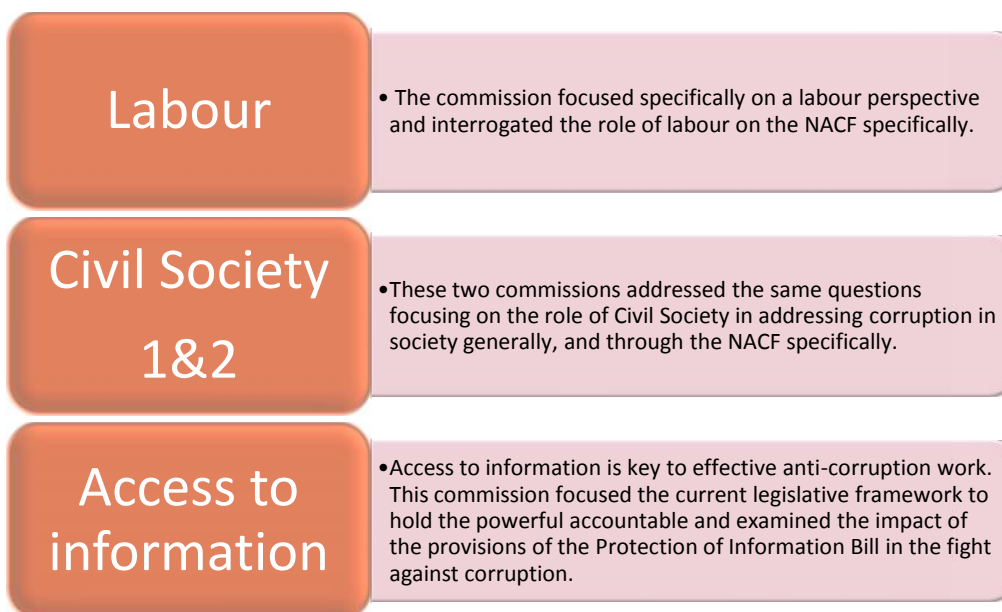 Labour
• The commission focused specifically on a labour perspective
and interrogated the role of labour on the NACF specifically.
Civil Society
1&2
•These two commissions addressed the same questions
focusing on the role of Civil Society in addressing corruption in
society generally, and through the NACF specifically.
Access to
information
•Access to information is key to effective anti-corruption work.
This commission focused the current legislative framework to
hold the powerful accountable and examined the impact of
the provisions of the Protection of Information Bill in the fight
against corruption.